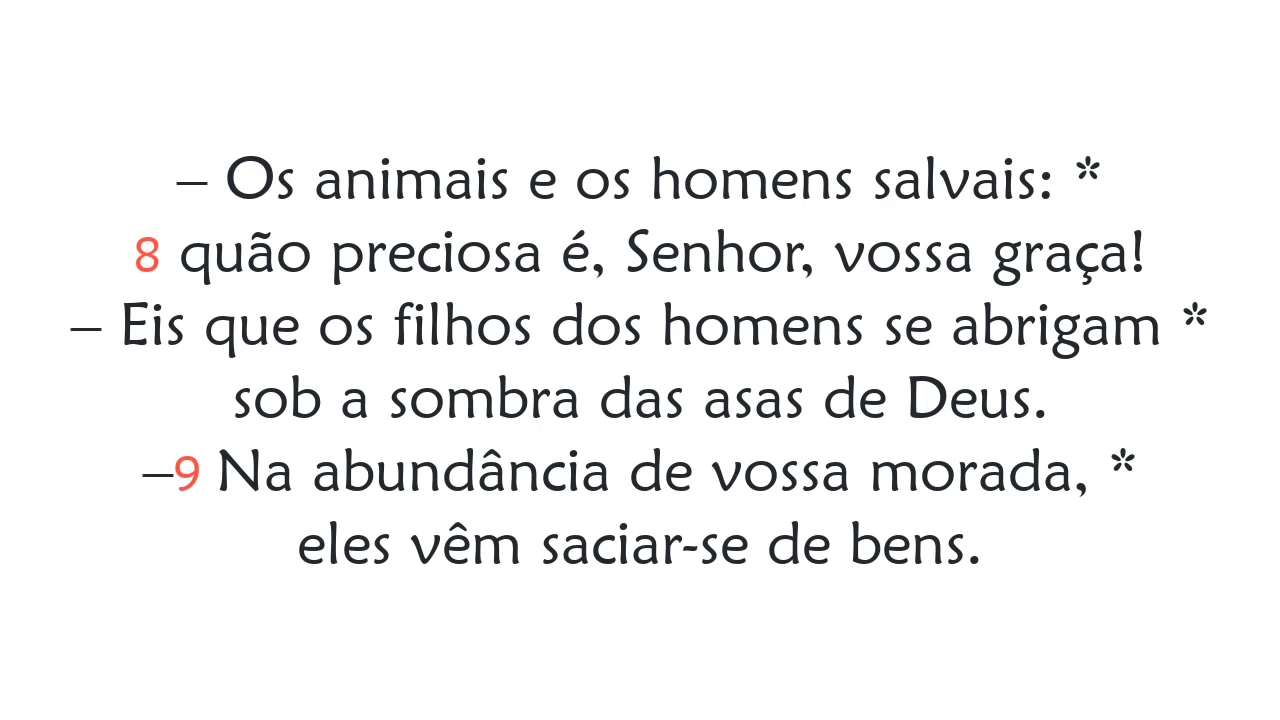 – Os animais e os homens salvais: *
8 quão preciosa é, Senhor, vossa graça!
– Eis que os filhos dos homens se abrigam *
sob a sombra das asas de Deus.
–9 Na abundância de vossa morada, *
eles vêm saciar-se de bens.